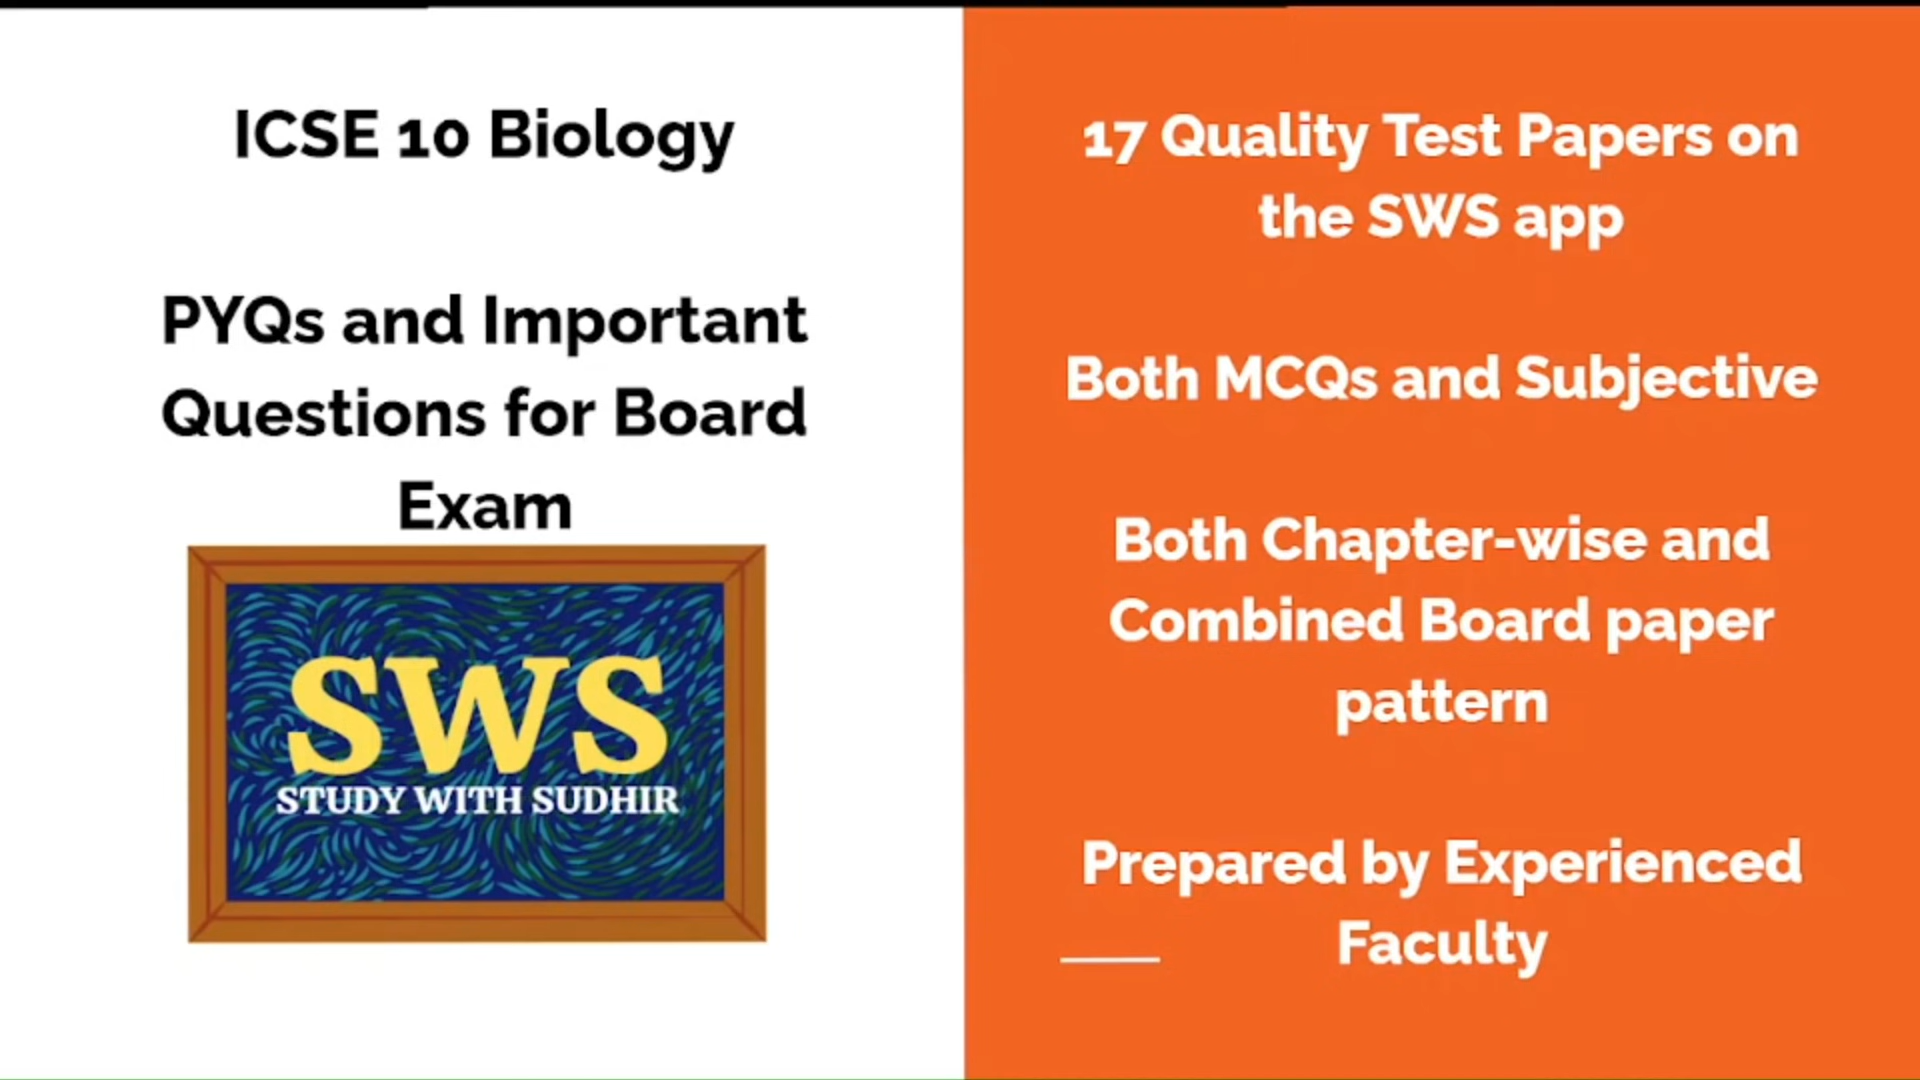 ICSE 10 Biology
PYQs and Important
Questions for Board
Exam
SWS
STUDY WITH SUDHIR
17 Quality Test Papers on
the SWS app
Both MCQs and Subjective
Both Chapter-wise and
Combined Board paper
pattern
Prepared by Experienced
Faculty